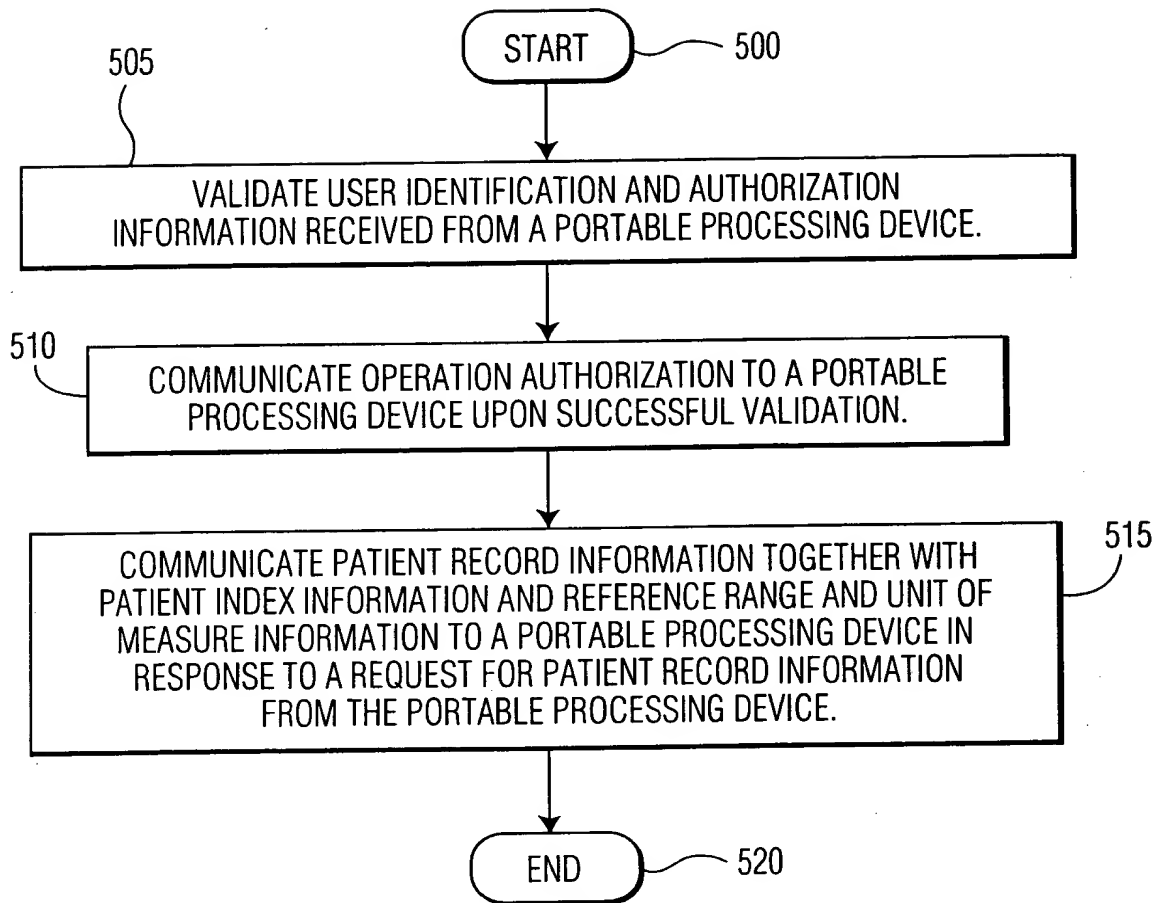 START
500
505
VALIDATE USER IDENTIFICATION AND AUTHORIZATION
INFORMATION RECEIVED FROM A PORTABLE PROCESSING DEVICE.
510
COMMUNICATE OPERATION AUTHORIZATION TO A PORTABLE
PROCESSING DEVICE UPON SUCCESSFUL VALIDATION.
515
COMMUNICATE PATIENT RECORD INFORMATION TOGETHER WITH
PATIENT INDEX INFORMATION AND REFERENCE RANGE AND UNIT OF
MEASURE INFORMATION TO A PORTABLE PROCESSING DEVICE IN
RESPONSE TO A REQUEST FOR PATIENT RECORD INFORMATION
FROM THE PORTABLE PROCESSING DEVICE.
END
520